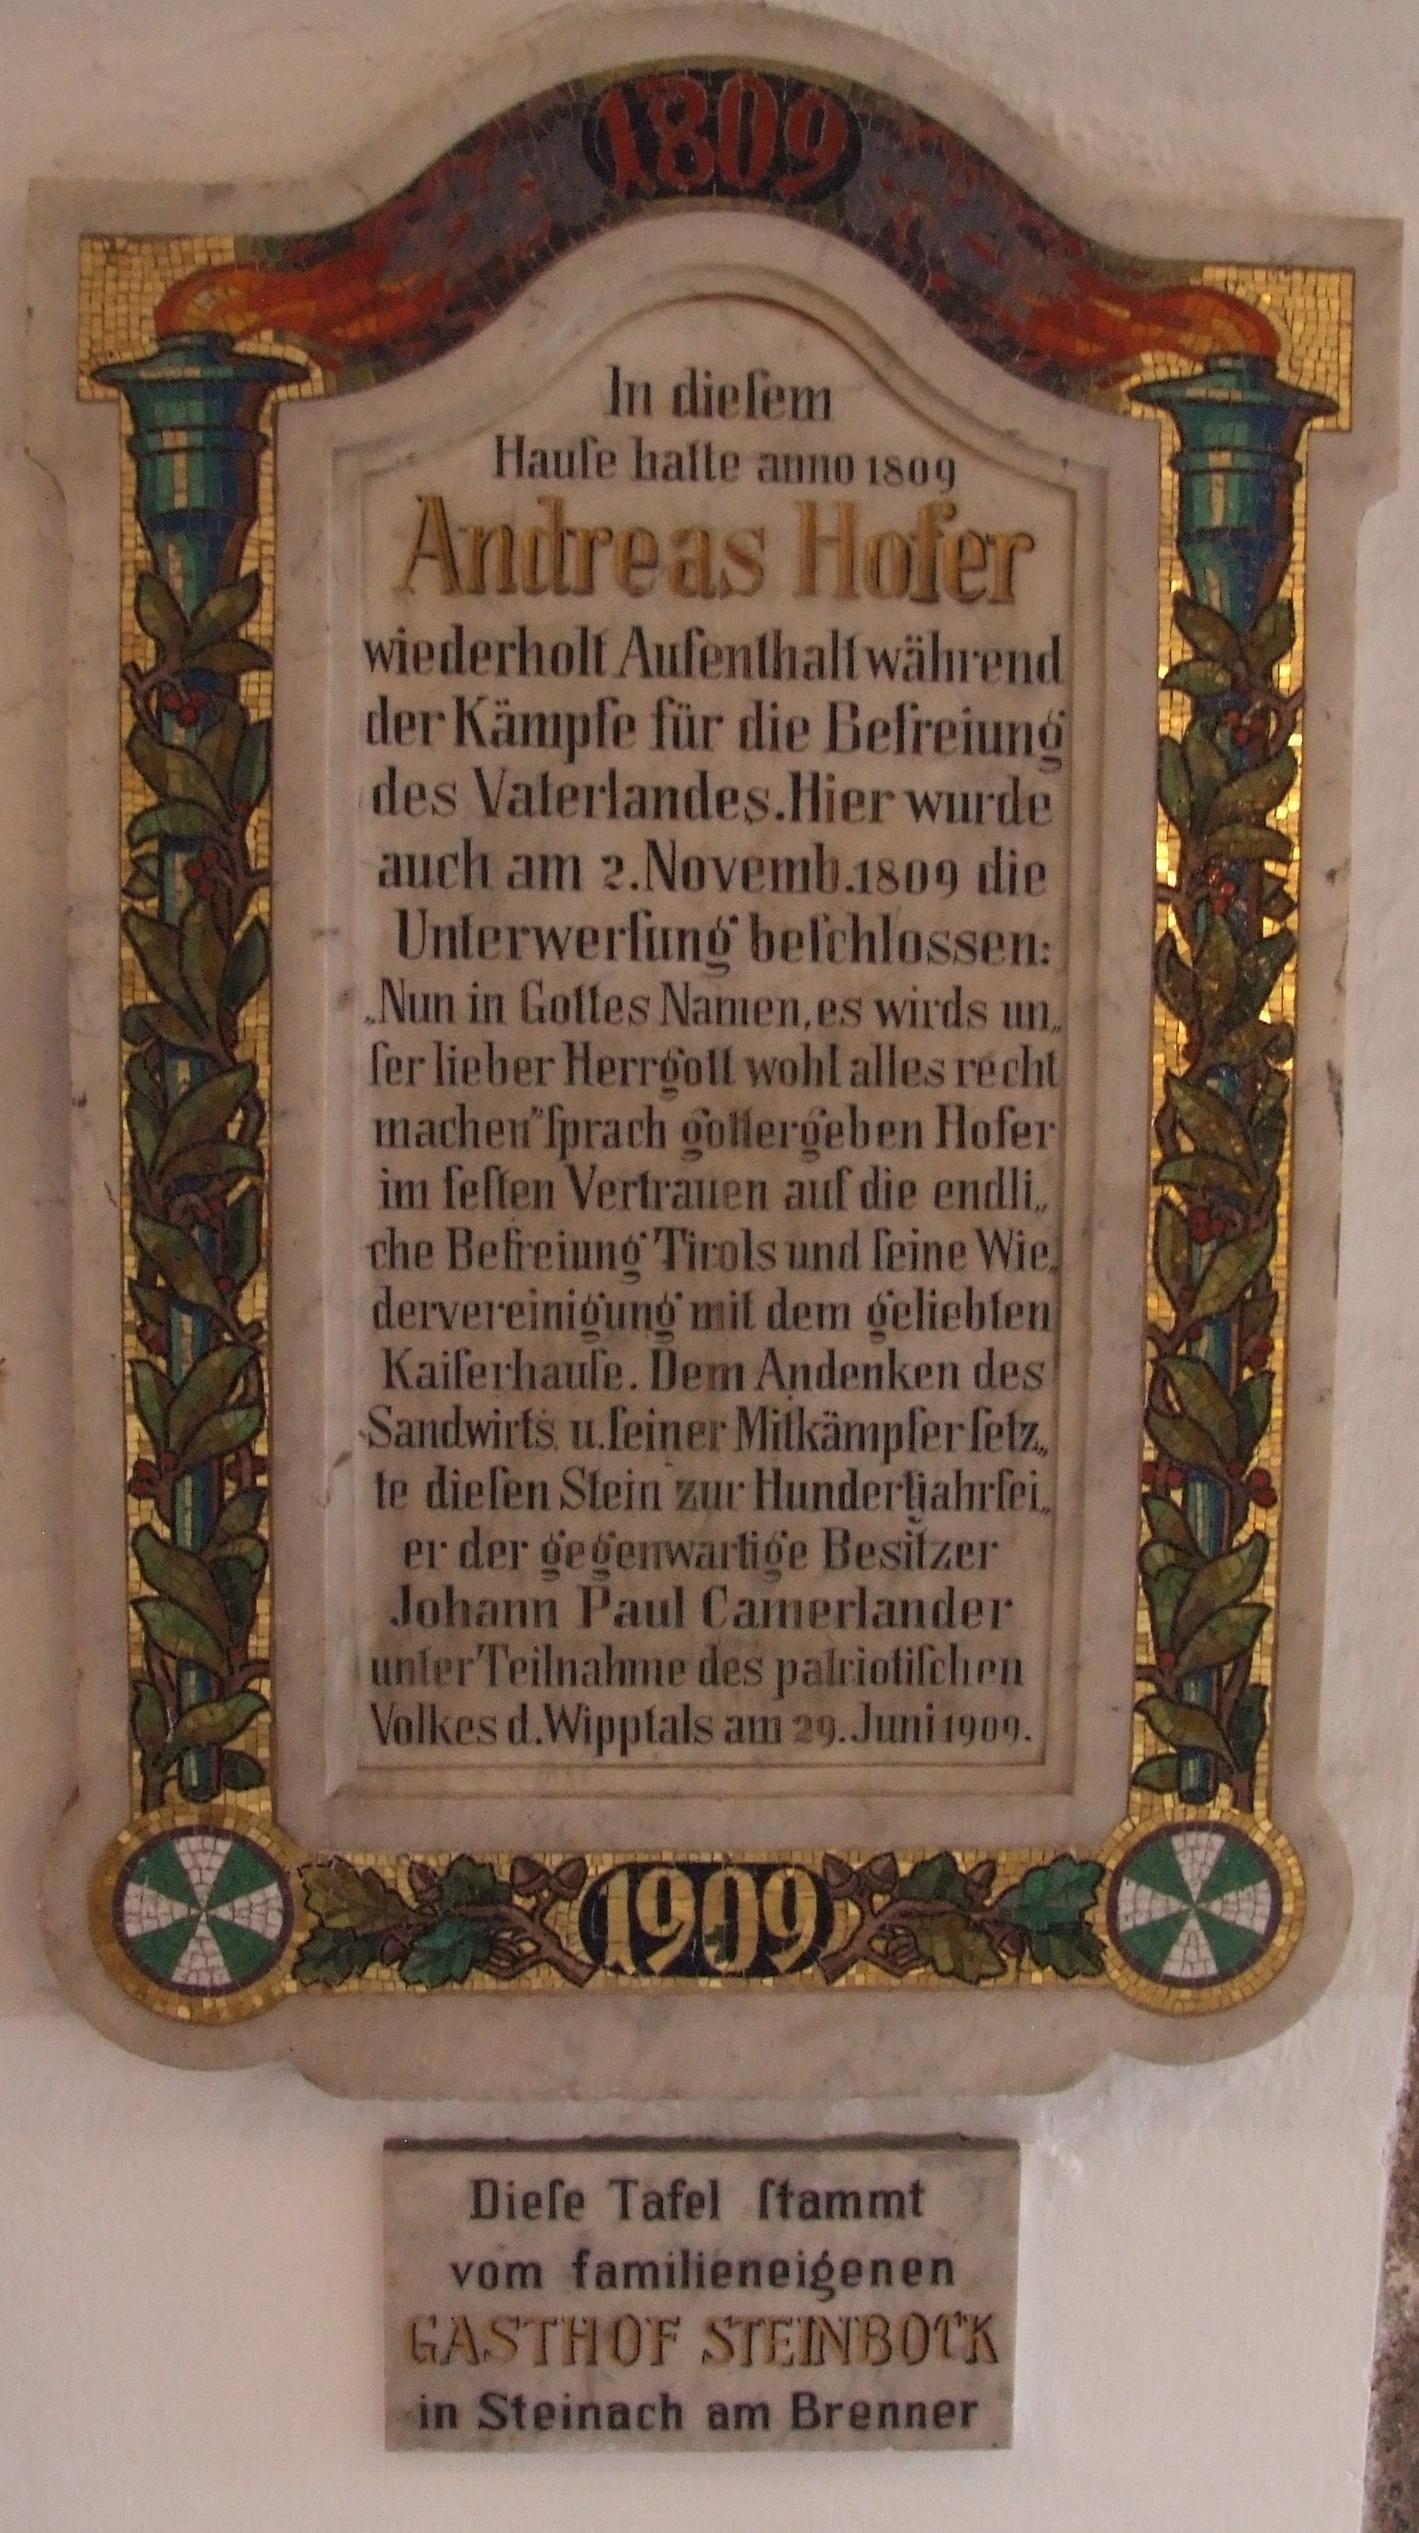 1809
In dieſem
Hauſe hatte anno 1809
Andreas Hofer
wiederholt Aufenthalt während
der Kämpfe für die Befreiung
des Vaterlandes. Hier wurde
auch am 2. Novemb. 1809 die
Unterwerfung beſchlossen:
„Nun in Gottes Namen, es wirds un„
ſer lieber Herrgott wohl alles recht
machen" ſprach gottergeben Hofer
im feſten Vertrauen auf die endli„
che Befreiung Tirols und ſeine Wie„
dervereinigung mit dem geliebten
Kaiſerhauſe. Dem Andenken des
Sandwirts u. ſeiner Mitkämpfer ſetz„
te dieſen Stein zur Hundertjahrfei„
er der gegenwartige Besitzer
Johann Paul Camerlander
unter Teilnahme des patriotiſchen
Volkes d. Wipptals am 29. Juni 1909.
1909
Dieſe Tafel ſtammt
vom familieneigenen
GASTHOF STEINBOCK
in Steinach am Brenner